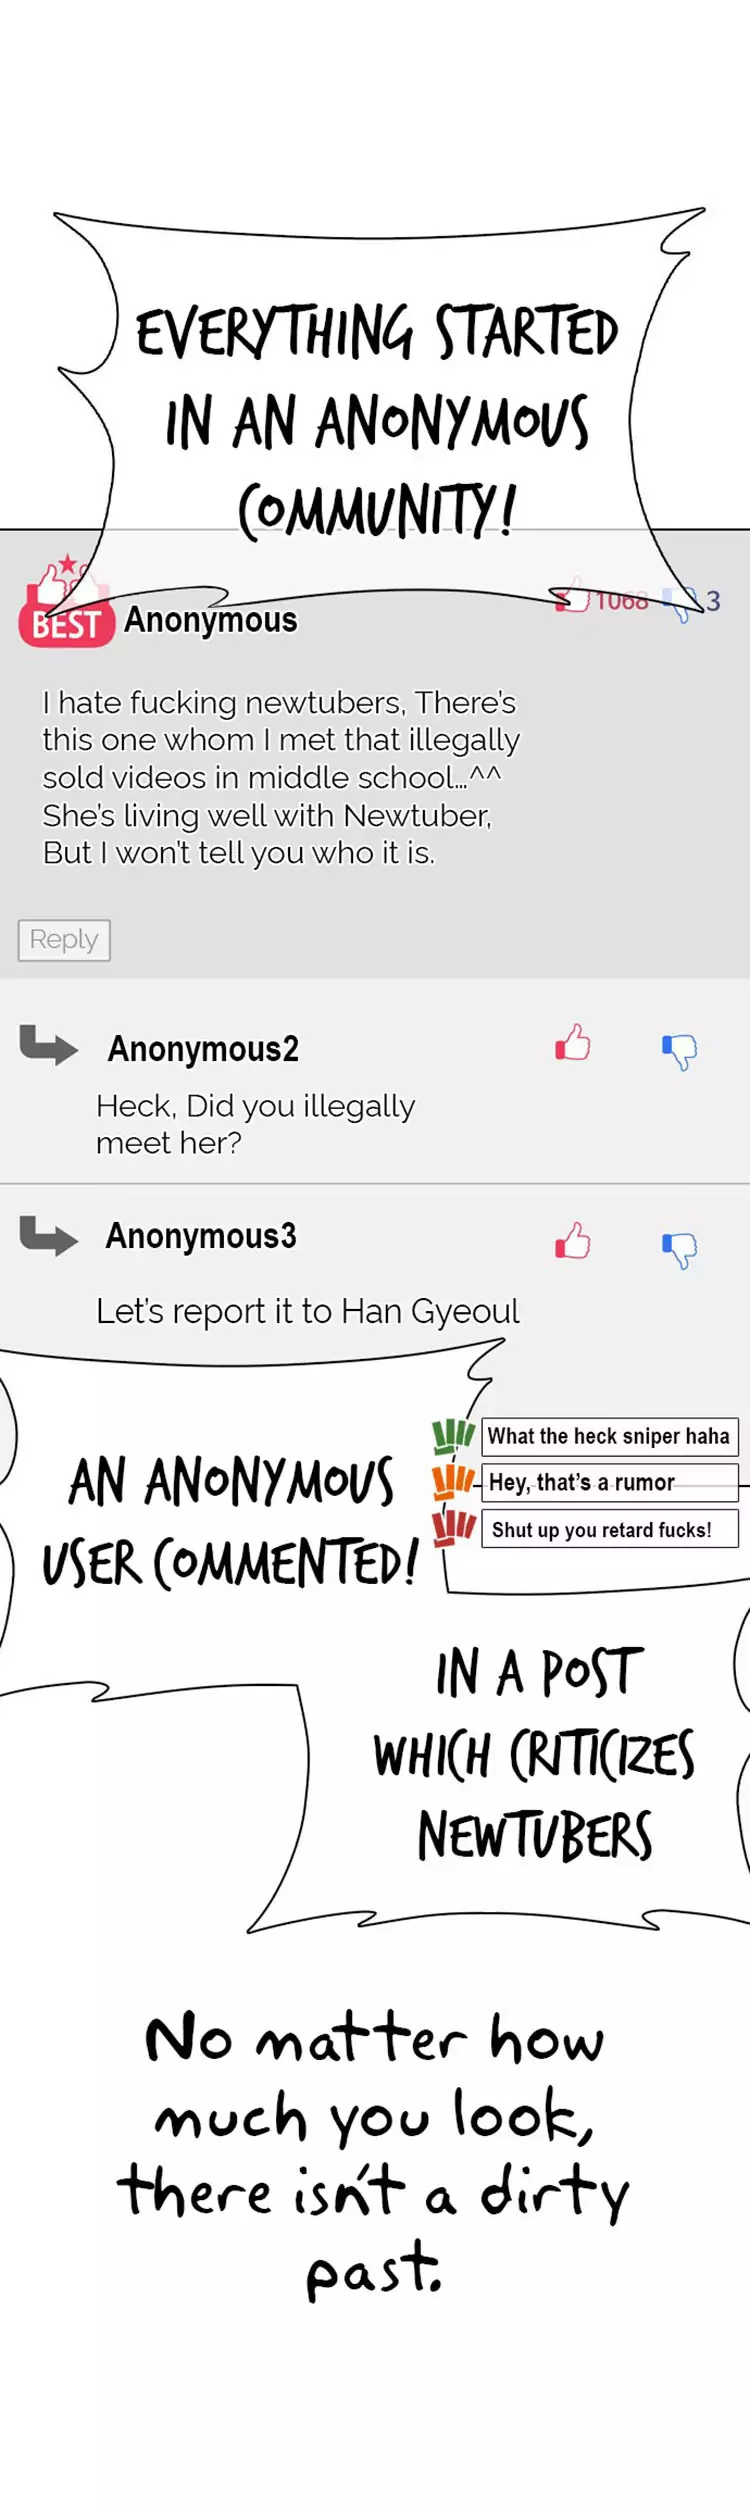 EVERYTHING STARTED
IN AN ANONYMOUS
COMMUNITY!
BEST
Anonymous
1068
3
I hate fucking newtubers, There's
this one whom I met that illegally
sold videos in middle school...^^
She's living well with Newtuber,
But I won't tell you who it is.
Reply
Anonymous2
Heck, Did you illegally
meet her?
Anonymous3
Let's report it to Han Gyeoul
What the heck sniper haha
Hey, that's a rumor
Shut up you retard fucks!
AN ANONYMOUS
USER COMMENTED!
IN A POST
WHICH CRITICIZES
NEWTUBERS
No matter how
much you look,
there isn't a dirty
past.